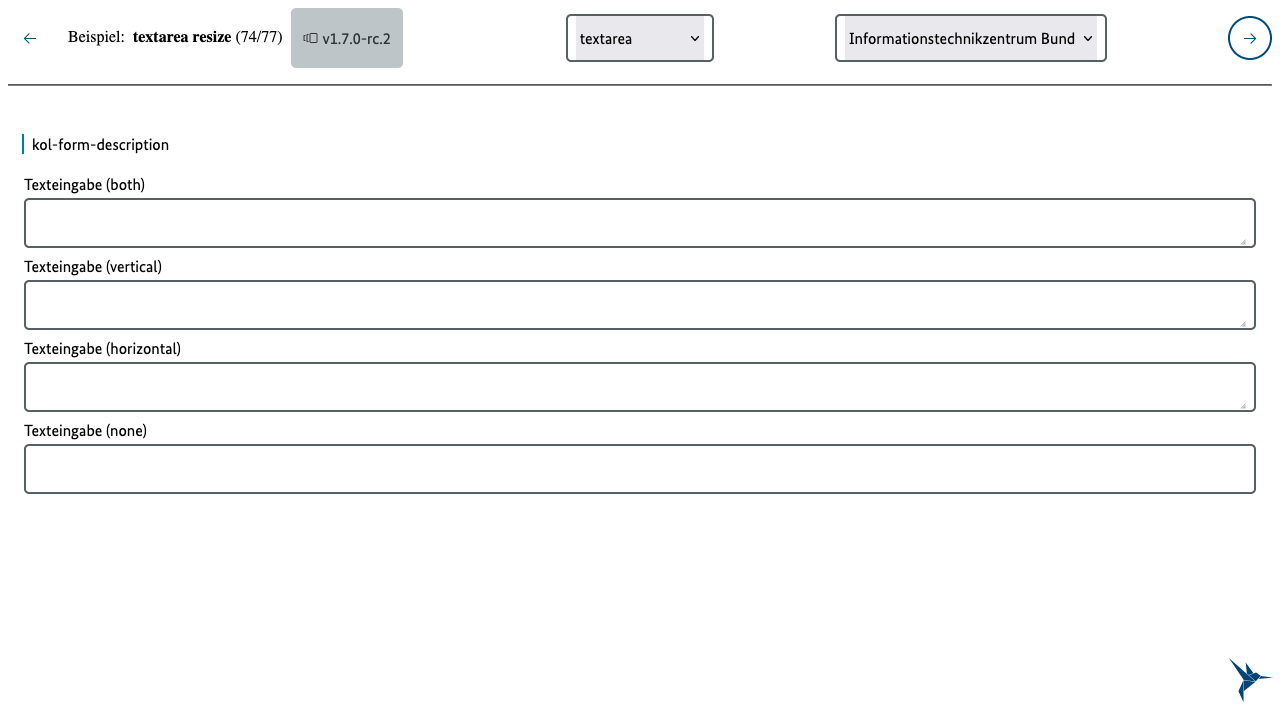 Beispiel: textarea resize (74/77) v1.7.0-rc.2 textarea Informationstechnikzentrum Bund
kol-form-description
Texteingabe (both)
Texteingabe (vertical)
Texteingabe (horizontal)
Texteingabe (none)